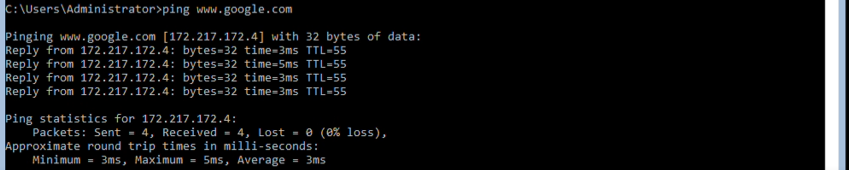 C:\Users\Administrator>ping www.google.com
Pinging www.google.com [172.217.172.4] with 32 bytes of data:
Reply from 172.217.172.4: bytes=32 time=3ms TTL=55
Reply from 172.217.172.4: bytes=32 time=5ms TTL=55
Reply from 172.217.172.4: bytes=32 time=3ms TTL=55
Reply from 172.217.172.4: bytes=32 time=3ms TTL=55
Ping statistics for 172.217.172.4:
    Packets: Sent = 4, Received = 4, Lost = 0 (0% loss),
Approximate round trip times in milli-seconds:
    Minimum = 3ms, Maximum = 5ms, Average = 3ms